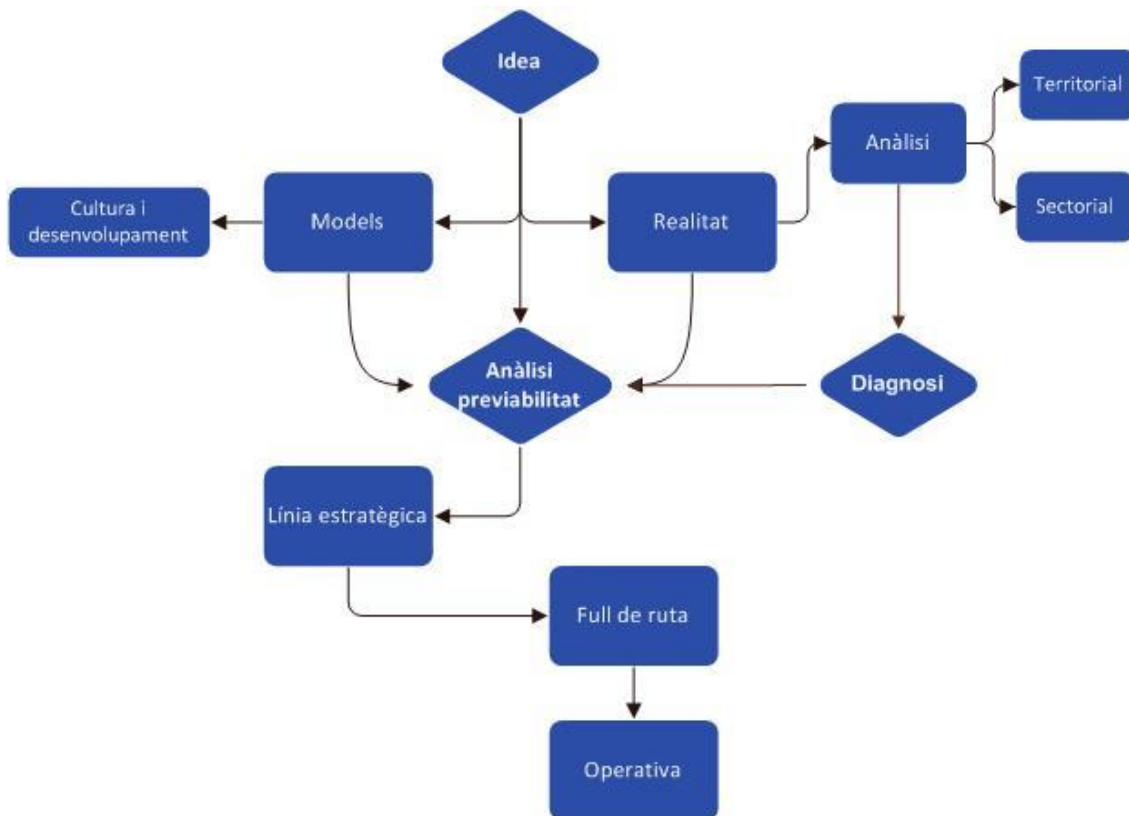 Idea
Territorial
Anàlisi
Cultura i
desenvolupament
Models
Realitat
Sectorial
Anàlisi
previabilitat
Diagnosi
Línia estratègica
Full de ruta
Operativa